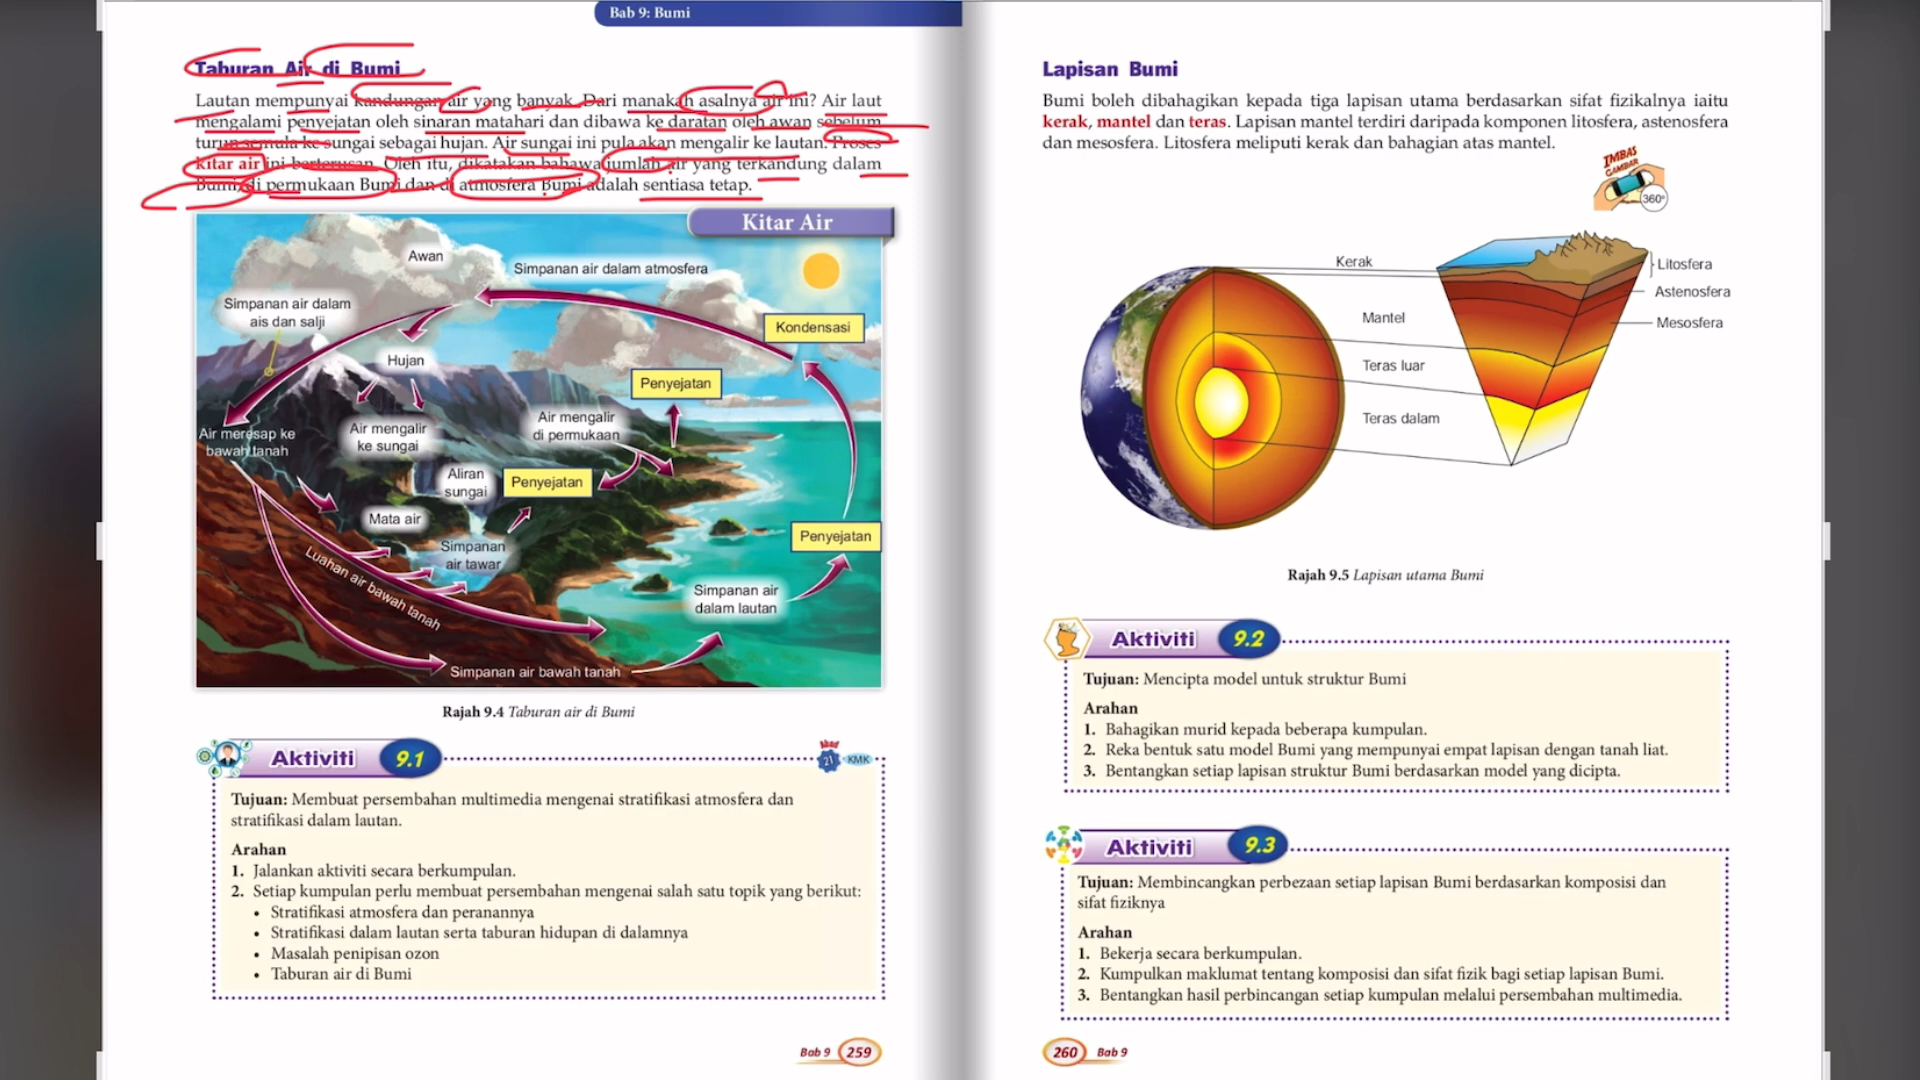 Bab 9: Bumi
Taburan Air di Bumi
Lautan mempunyai kandungan air yang banyak. Dari manakah asalnya air ini? Air laut
mengalami penyejatan oleh sinaran matahari dan dibawa ke daratan oleh awan sebelum
turun semula ke sungai sebagai hujan. Air sungai ini pula akan mengalir ke lautan. Proses
kitar air ini berterusan. Oleh itu, dikatakan bahawa jumlah air yang terkandung dalam
Bumi, di permukaan Bumi dan di atmosfera Bumi adalah sentiasa tetap.
Kitar Air
Awan
Simpanan air dalam atmosfera
Simpanan air dalam
ais dan salji
Kondensasi
Hujan
Penyejatan
Air mengalir
di permukaan
Air meresap ke
bawah tanah
Air mengalir
ke sungai
Aliran
sungai
Penyejatan
Mata air
Penyejatan
Simpanan
air tawar
Luahan air bawah tanah
Simpanan air
dalam lautan
Simpanan air bawah tanah
Rajah 9.4 Taburan air di Bumi
Aktiviti 9.1
Abad
21
KMK
Tujuan: Membuat persembahan multimedia mengenai stratifikasi atmosfera dan
stratifikasi dalam lautan.
Arahan
1. Jalankan aktiviti secara berkumpulan.
2. Setiap kumpulan perlu membuat persembahan mengenai salah satu topik yang berikut:
• Stratifikasi atmosfera dan peranannya
• Stratifikasi dalam lautan serta taburan hidupan di dalamnya
• Masalah penipisan ozon
• Taburan air di Bumi
Bab 9 259
Lapisan Bumi
Bumi boleh dibahagikan kepada tiga lapisan utama berdasarkan sifat fizikalnya iaitu
kerak, mantel dan teras. Lapisan mantel terdiri daripada komponen litosfera, astenosfera
dan mesosfera. Litosfera meliputi kerak dan bahagian atas mantel.
IMBAS
GAMBAR
360°
Kerak
Litosfera
Astenosfera
Mantel
Mesosfera
Teras luar
Teras dalam
Rajah 9.5 Lapisan utama Bumi
Aktiviti 9.2
Tujuan: Mencipta model untuk struktur Bumi
Arahan
1. Bahagikan murid kepada beberapa kumpulan.
2. Reka bentuk satu model Bumi yang mempunyai empat lapisan dengan tanah liat.
3. Bentangkan setiap lapisan struktur Bumi berdasarkan model yang dicipta.
Aktiviti 9.3
Tujuan: Membincangkan perbezaan setiap lapisan Bumi berdasarkan komposisi dan
sifat fiziknya
Arahan
1. Bekerja secara berkumpulan.
2. Kumpulkan maklumat tentang komposisi dan sifat fizik bagi setiap lapisan Bumi.
3. Bentangkan hasil perbincangan setiap kumpulan melalui persembahan multimedia.
260 Bab 9